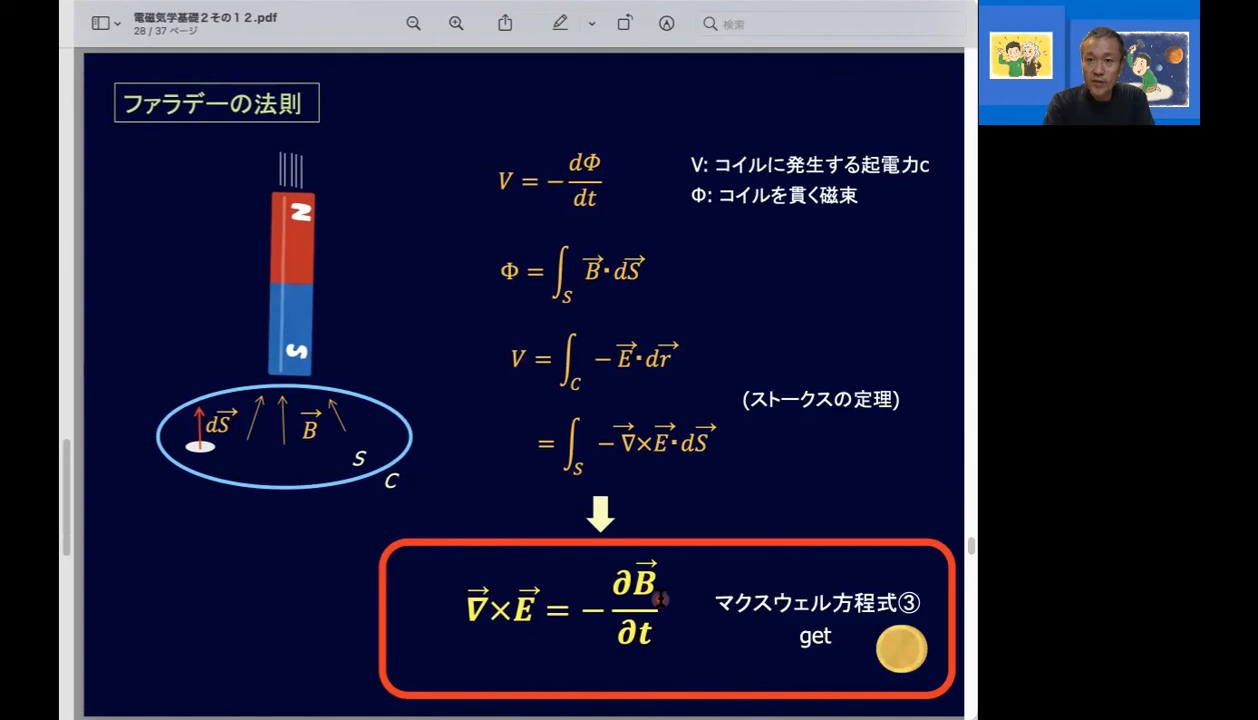 電磁気学基礎２その１２.pdf
28 / 37 ページ
検索
ファラデーの法則
N
S
dS→
B→
S
C
V = − dΦ/dt
V: コイルに発生する起電力c
Φ: コイルを貫く磁束
Φ = ∫_S B→・dS→
V = ∫_C − E→・dr→
(ストークスの定理)
= ∫_S − ∇→×E→・dS→
∇→×E→ = − ∂B→/∂t
マクスウェル方程式③
get